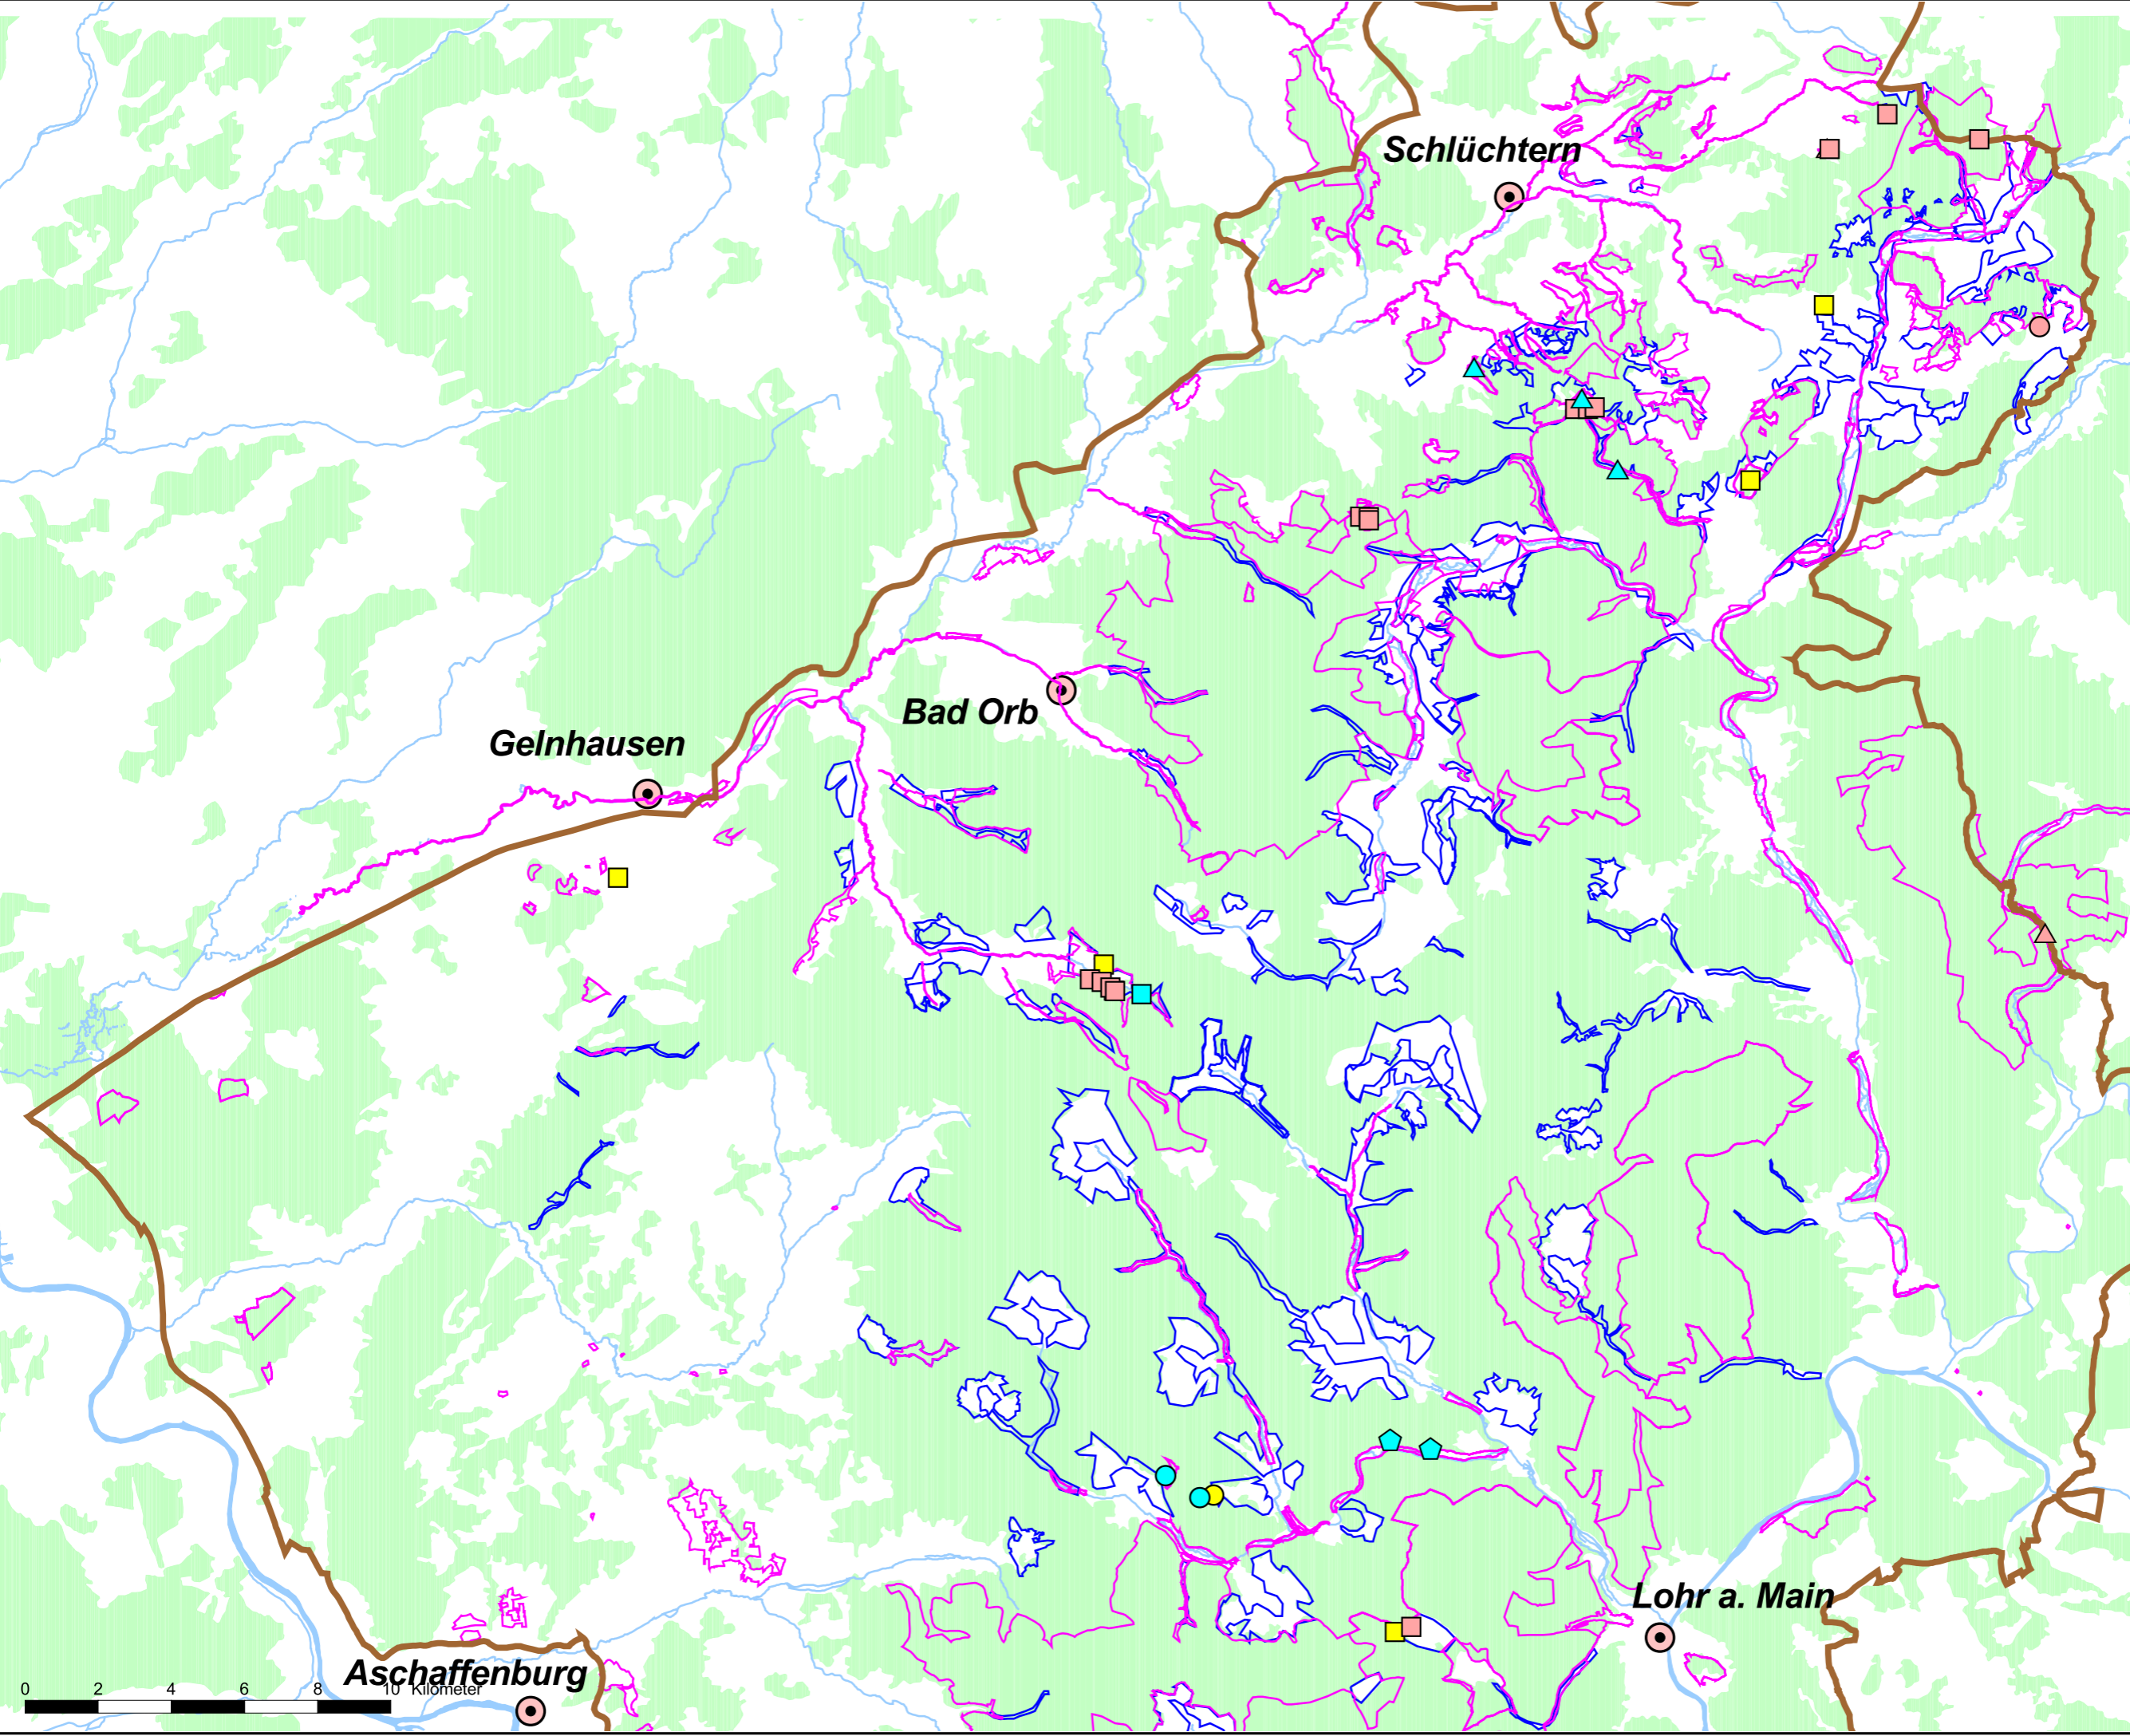 Schlüchtern
Bad Orb
Gelnhausen
Lohr a. Main
Aschaffenburg
0 2 4 6 8 10 Kilometer